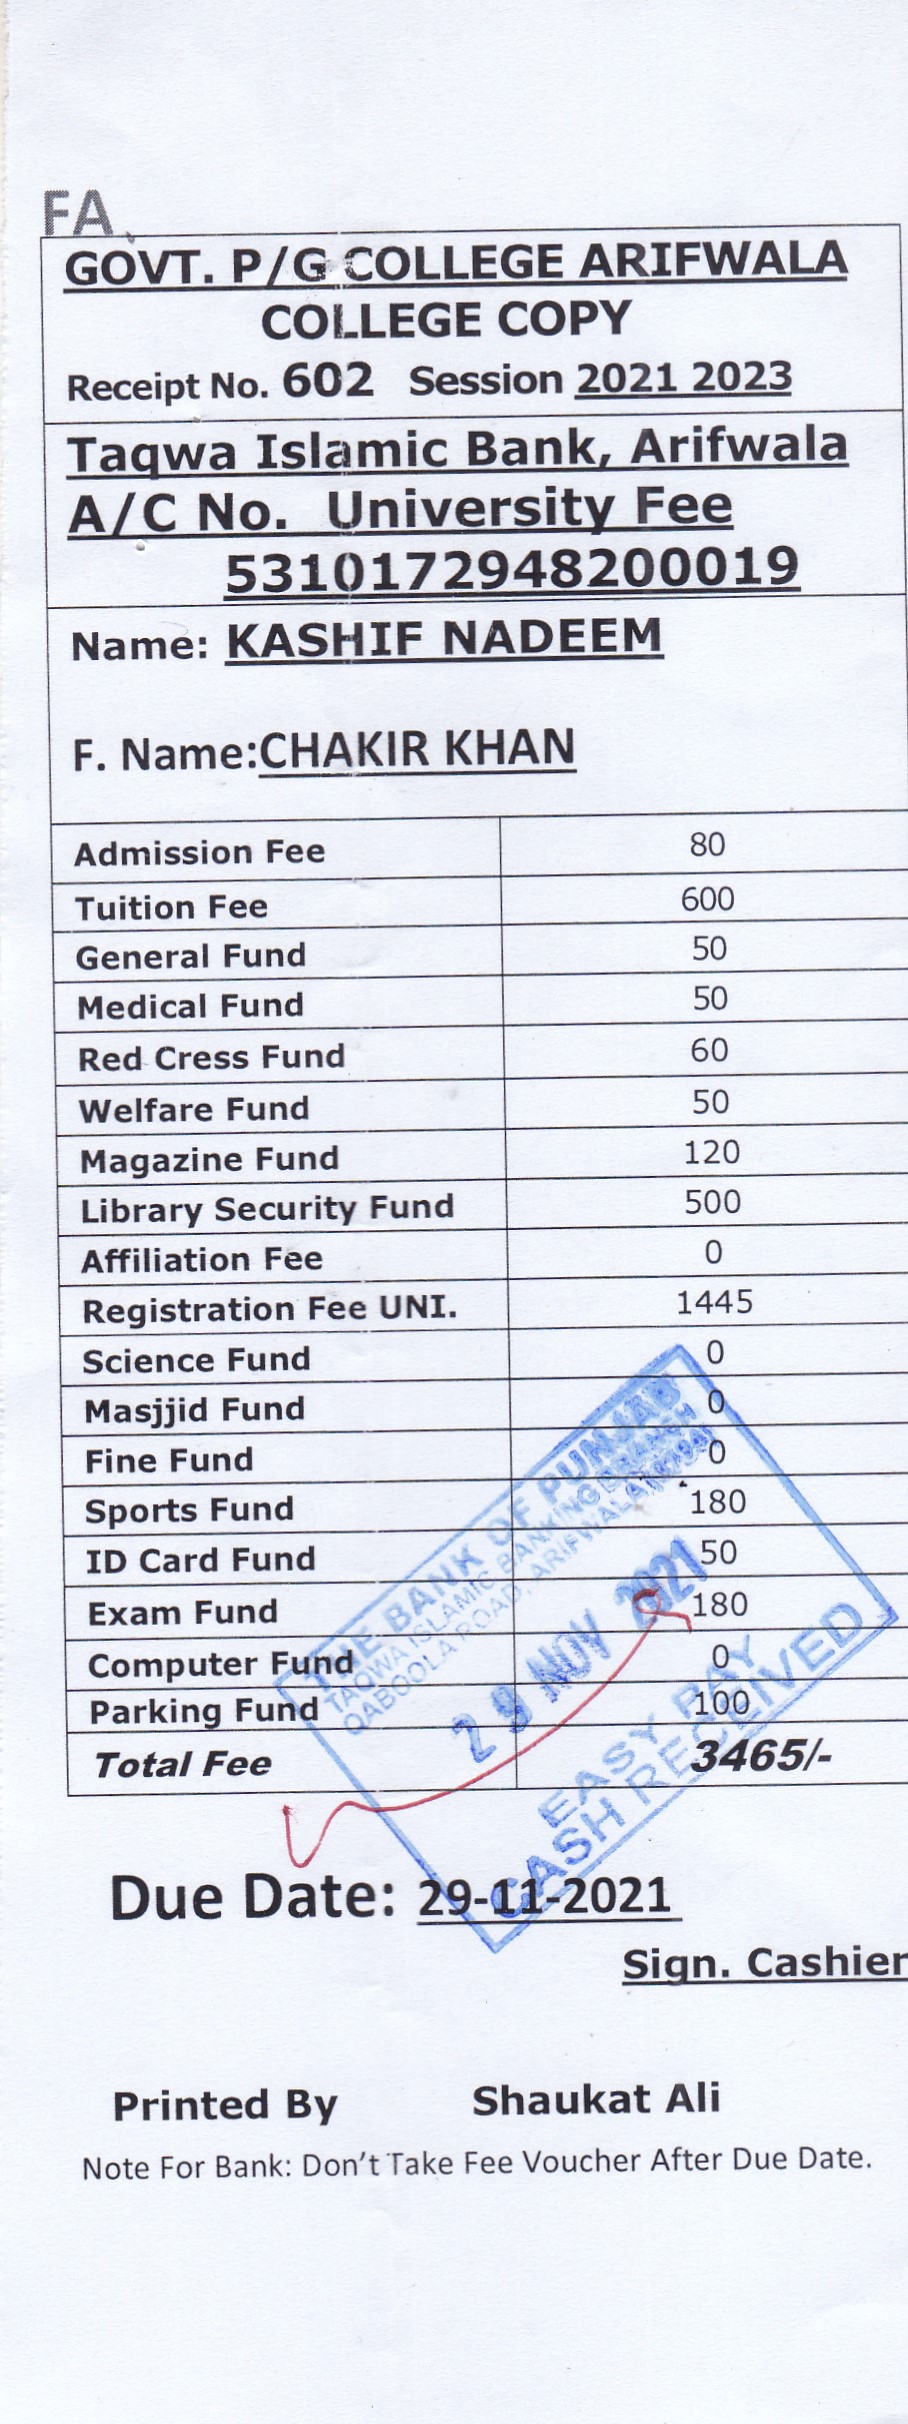 FA
GOVT. P/G COLLEGE ARIFWALA
COLLEGE COPY
Receipt No. 602 Session 2021 2023
Taqwa Islamic Bank, Arifwala
A/C No. University Fee
5310172948200019
Name: KASHIF NADEEM
F. Name:CHAKIR KHAN
Admission Fee 80
Tuition Fee 600
General Fund 50
Medical Fund 50
Red Cress Fund 60
Welfare Fund 50
Magazine Fund 120
Library Security Fund 500
Affiliation Fee 0
Registration Fee UNI. 1445
Science Fund 0
Masjjid Fund 0
Fine Fund 0
Sports Fund 180
ID Card Fund 50
Exam Fund 180
Computer Fund 0
Parking Fund 100
Total Fee 3465/-
THE BANK OF PUNJAB
TAQWA ISLAMIC BANKING BRANCH
QABOOLA ROAD, ARIFWALA
29 NOV 2021
EASY PAY
CASH RECEIVED
Due Date: 29-11-2021
Sign. Cashier
Printed By Shaukat Ali
Note For Bank: Don't Take Fee Voucher After Due Date.